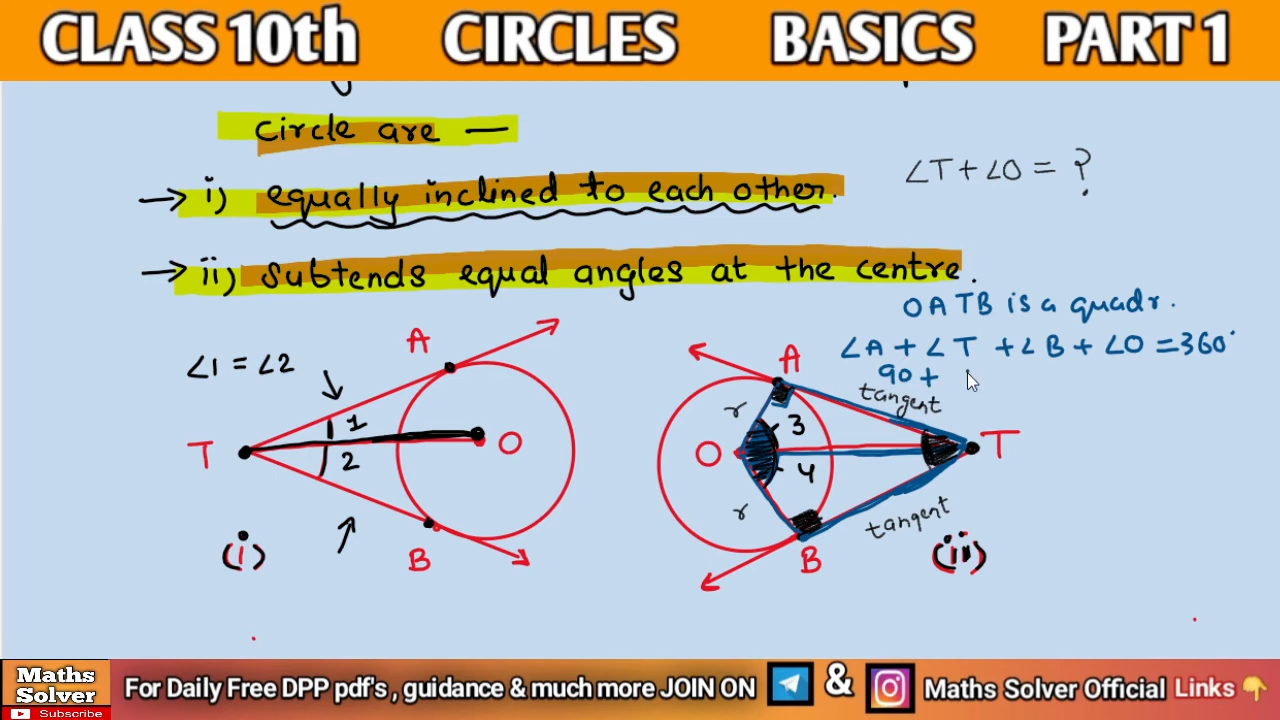 CLASS 10th CIRCLES BASICS PART 1
Circle are —
→ i) equally inclined to each other.
∠T + ∠O = ?
→ ii) Subtends equal angles at the centre.
OATB is a quadr.
∠A + ∠T + ∠B + ∠O = 360°
90 +
∠1 = ∠2
A
1
2
T
O
B
(i)
A
tangent
r
3
O
4
T
r
tangent
B
(ii)
Maths Solver
Subscribe
For Daily Free DPP pdf's , guidance & much more JOIN ON & Maths Solver Official Links 👇